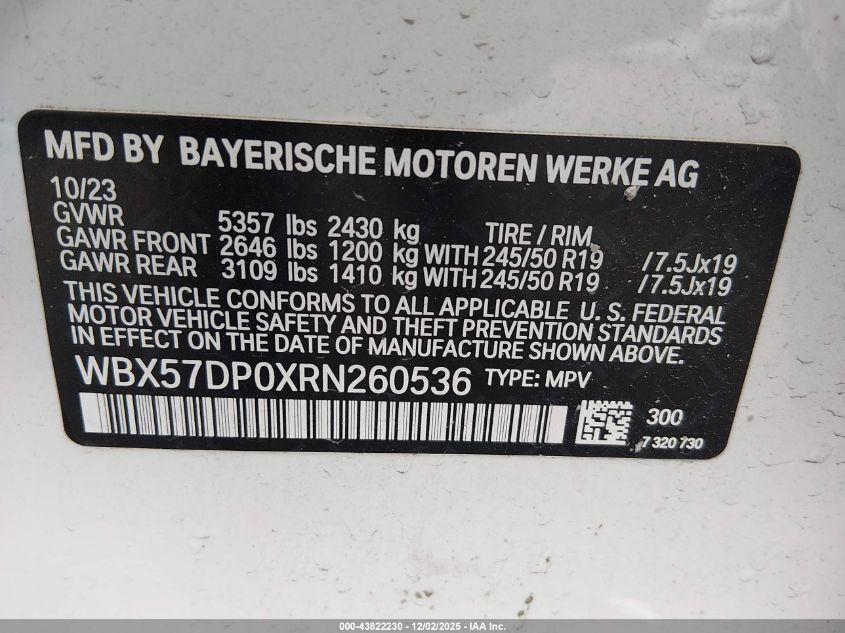 MFD BY BAYERISCHE MOTOREN WERKE AG
10/23
GVWR 5357 lbs 2430 kg TIRE / RIM
GAWR FRONT 2646 lbs 1200 kg WITH 245/50 R19 /7.5Jx19
GAWR REAR 3109 lbs 1410 kg WITH 245/50 R19 /7.5Jx19
THIS VEHICLE CONFORMS TO ALL APPLICABLE U. S. FEDERAL
MOTOR VEHICLE SAFETY AND THEFT PREVENTION STANDARDS
IN EFFECT ON THE DATE OF MANUFACTURE SHOWN ABOVE.
WBX57DP0XRN260536 TYPE: MPV
300
7 320 730
000-43822230 - 12/02/2025 - IAA Inc.